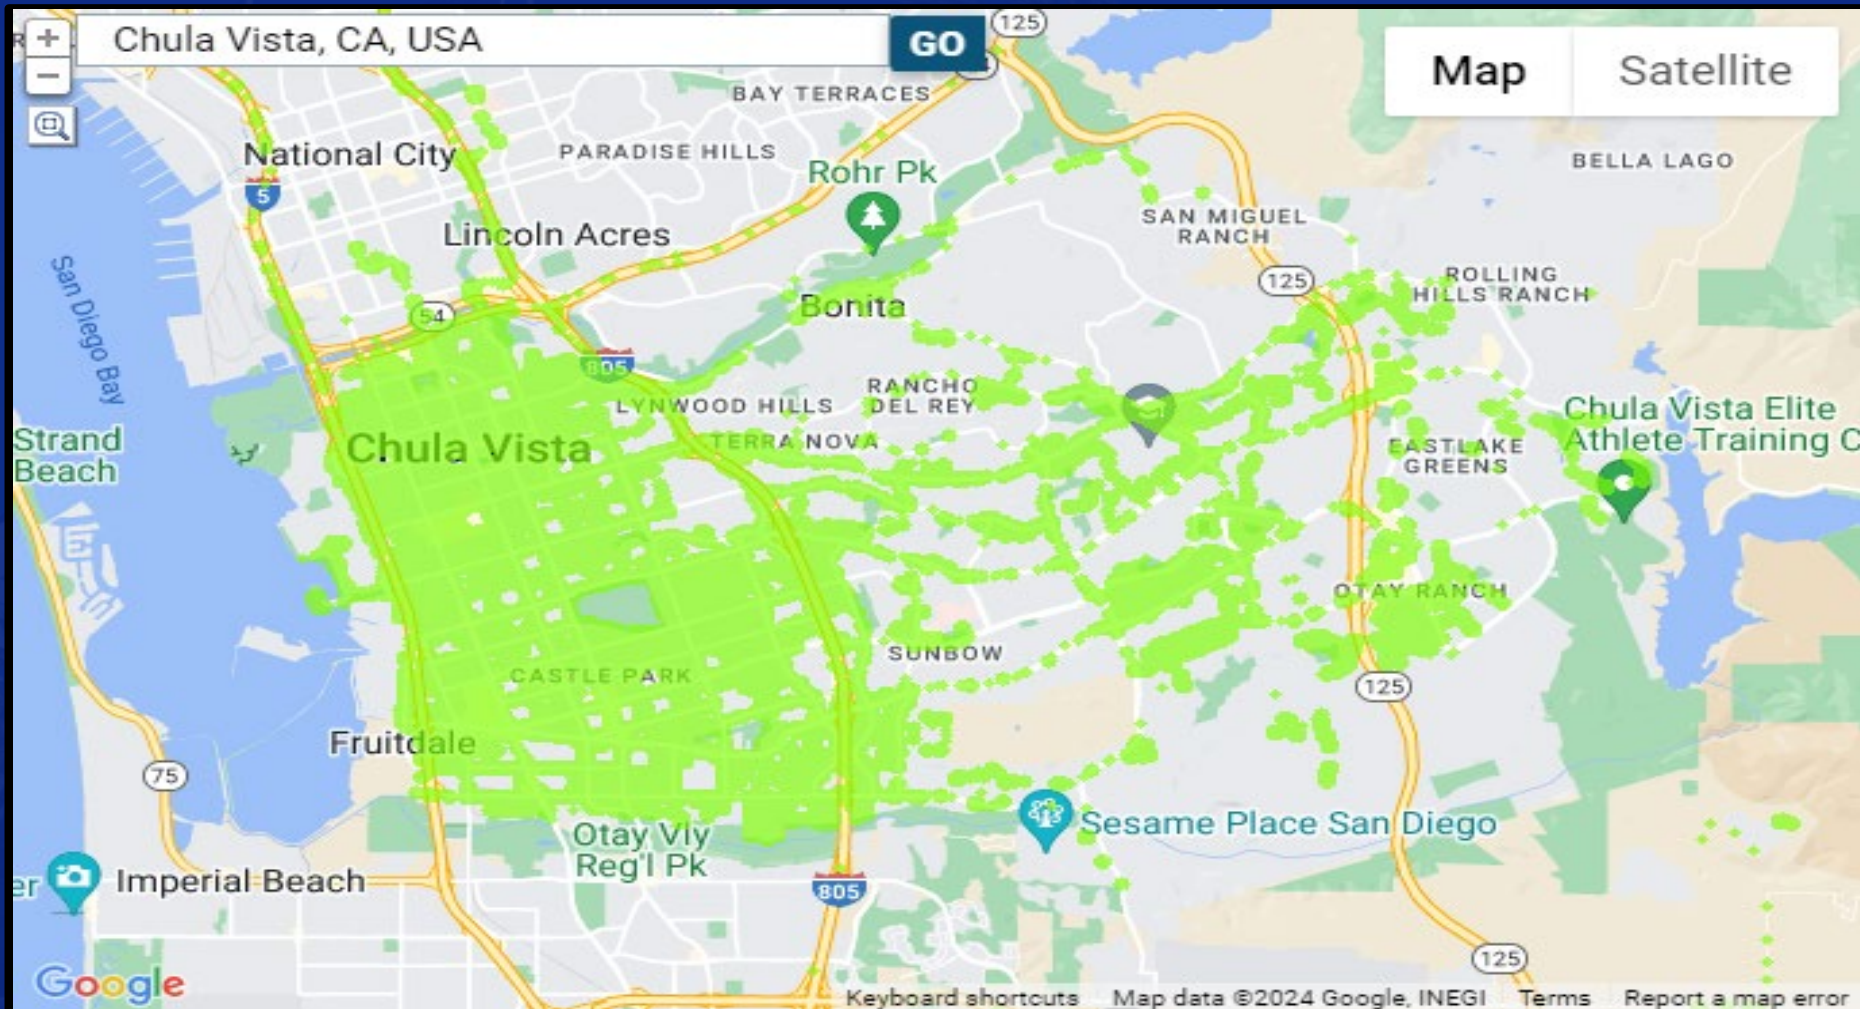 Chula Vista, CA, USA
GO
125
Map
Satellite
BAY TERRACES
National City
PARADISE HILLS
Rohr Pk
BELLA LAGO
5
Lincoln Acres
SAN MIGUEL
RANCH
San Diego Bay
125
ROLLING
HILLS RANCH
54
Bonita
805
LYNWOOD HILLS
RANCHO
DEL REY
Strand
Beach
Chula Vista
TERRA NOVA
EASTLAKE
GREENS
Chula Vista Elite
Athlete Training C
OTAY RANCH
SUNBOW
CASTLE PARK
125
Fruitdale
75
Otay Vly
Reg'l Pk
Sesame Place San Diego
er
Imperial Beach
805
125
Google
Keyboard shortcuts
Map data ©2024 Google, INEGI
Terms
Report a map error